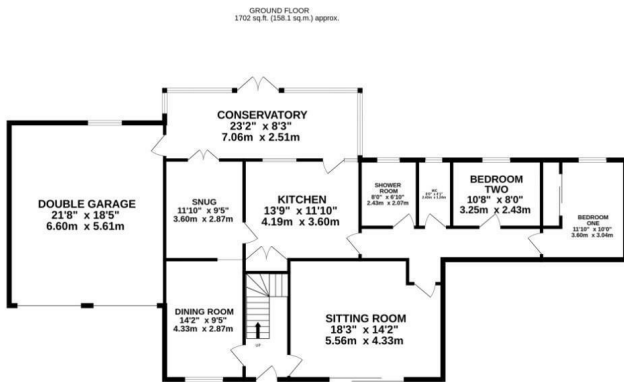 GROUND FLOOR
1702 sq.ft. (158.1 sq.m.) approx.
CONSERVATORY
23'2" x 8'3"
7.06m x 2.51m
DOUBLE GARAGE
21'8" x 18'5"
6.60m x 5.61m
SNUG
11'10" x 9'5"
3.60m x 2.87m
KITCHEN
13'9" x 11'10"
4.19m x 3.60m
SHOWER
ROOM
8'0" x 6'10"
2.43m x 2.07m
BEDROOM
TWO
10'8" x 8'0"
3.25m x 2.43m
BEDROOM
ONE
11'10" x 10'0"
3.60m x 3.04m
DINING ROOM
14'2" x 9'5"
4.33m x 2.87m
UP
SITTING ROOM
18'3" x 14'2"
5.56m x 4.33m